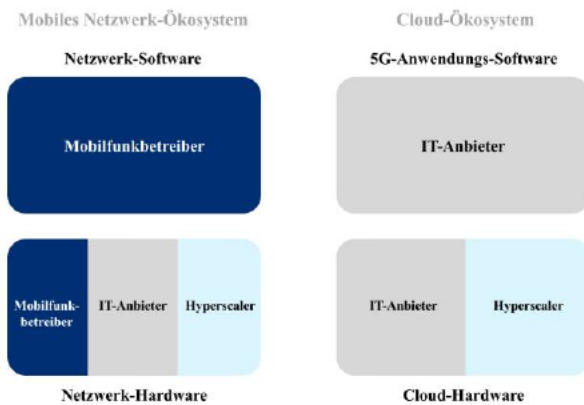 Mobiles Netzwerk-Ökosystem
Cloud-Ökosystem
Netzwerk-Software
5G-Anwendungs-Software
Mobilfunkbetreiber
IT-Anbieter
Mobilfunk-
betreiber
IT-Anbieter
Hyperscaler
IT-Anbieter
Hyperscaler
Netzwerk-Hardware
Cloud-Hardware